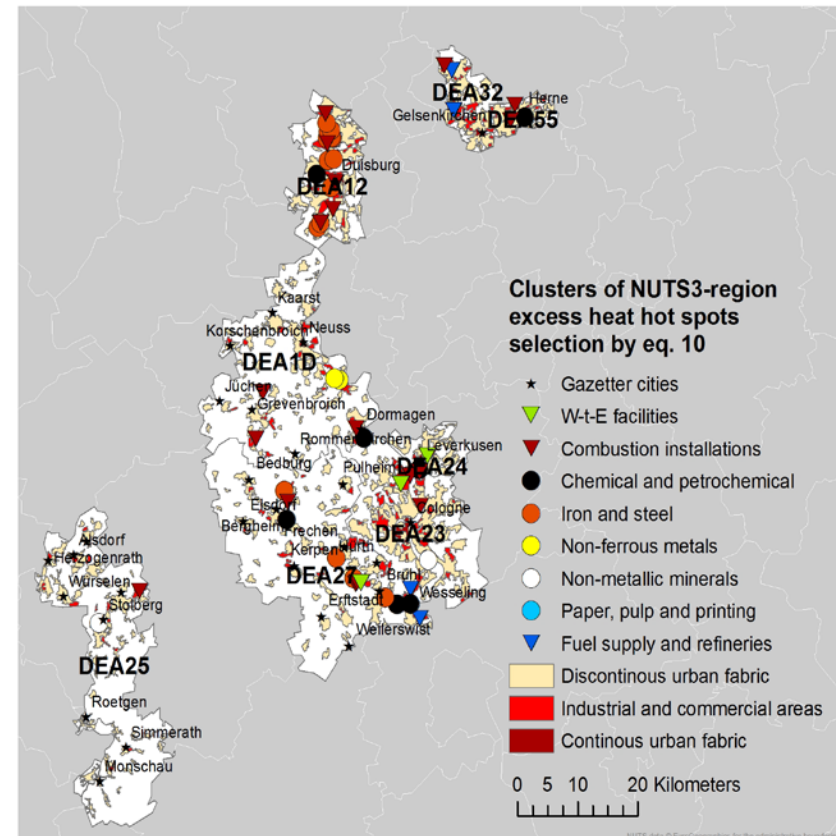 DEA32
Herne
Gelsenkirchen
DEA55
Duisburg
DEA12
Kaarst
Korschenbroich
Neuss
DEA1D
Jüchen
Grevenbroich
Dormagen
Rommerskirchen
Leverkusen
Bedburg
Pulheim
DEA24
Elsdorf
Cologne
Bergheim
Frechen
DEA23
Kerpen
Hürth
DEA27
Brühl
Erftstadt
Wesseling
Weilerswist
Alsdorf
Herzogenrath
Würselen
Stolberg
DEA25
Roetgen
Simmerath
Monschau
Clusters of NUTS3-region
excess heat hot spots
selection by eq. 10
Gazetter cities
W-t-E facilities
Combustion installations
Chemical and petrochemical
Iron and steel
Non-ferrous metals
Non-metallic minerals
Paper, pulp and printing
Fuel supply and refineries
Discontinous urban fabric
Industrial and commercial areas
Continous urban fabric
0 5 10 20 Kilometers